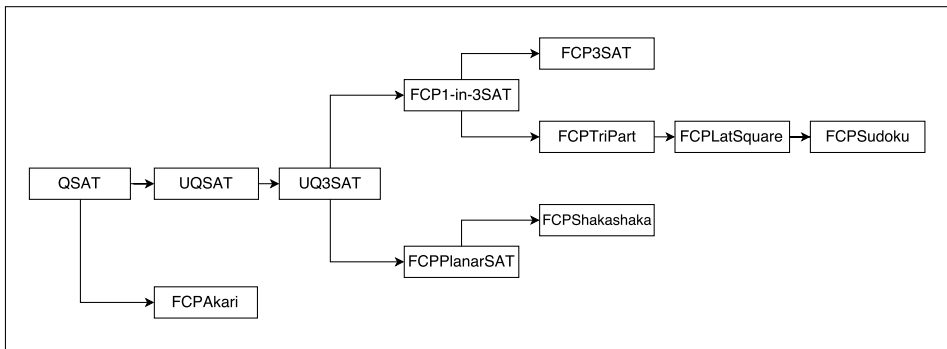 FCP3SAT
FCP1-in-3SAT
FCPTriPart
FCPLatSquare
FCPSudoku
QSAT
UQSAT
UQ3SAT
FCPShakashaka
FCPPlanarSAT
FCPAkari